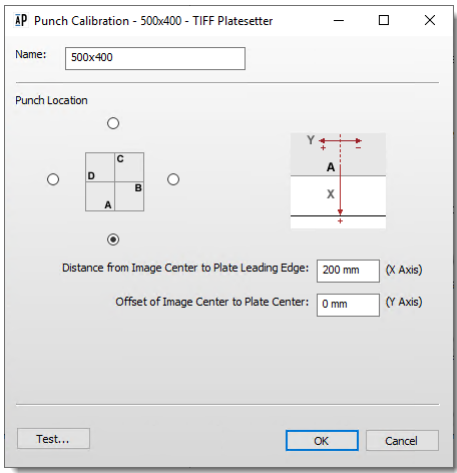 AP Punch Calibration - 500x400 - TIFF Platesetter
Name: 500x400
Punch Location
C
D
B
A
Y
+ -
A
X
+
Distance from Image Center to Plate Leading Edge: 200 mm (X Axis)
Offset of Image Center to Plate Center: 0 mm (Y Axis)
Test... OK Cancel